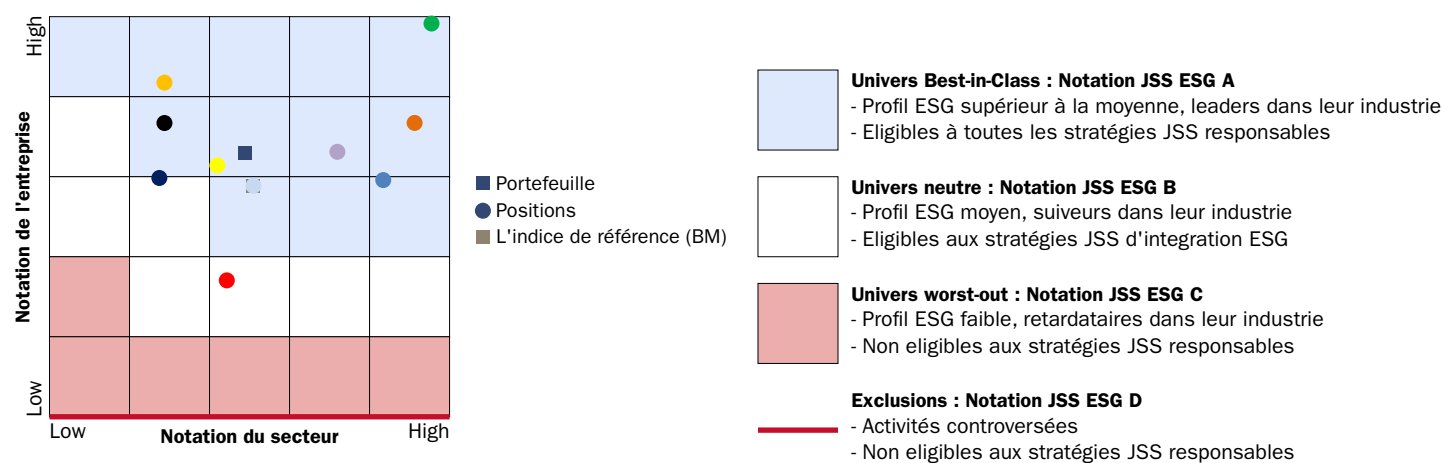 High
Notation de l'entreprise
Low
Low
Notation du secteur
High
Portefeuille
Positions
L'indice de référence (BM)
Univers Best-in-Class : Notation JSS ESG A
- Profil ESG supérieur à la moyenne, leaders dans leur industrie
- Eligibles à toutes les stratégies JSS responsables
Univers neutre : Notation JSS ESG B
- Profil ESG moyen, suiveurs dans leur industrie
- Eligibles aux stratégies JSS d'integration ESG
Univers worst-out : Notation JSS ESG C
- Profil ESG faible, retardataires dans leur industrie
- Non eligibles aux stratégies JSS responsables
Exclusions : Notation JSS ESG D
- Activités controversées
- Non eligibles aux stratégies JSS responsables